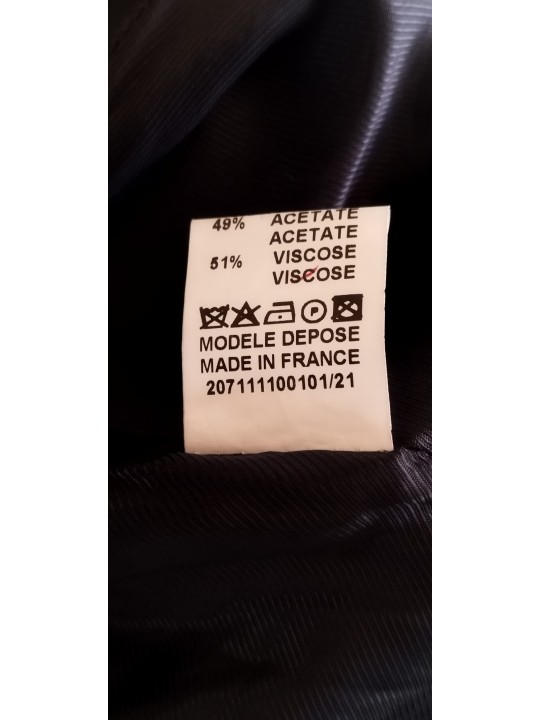 49% ACETATE
ACETATE
51% VISCOSE
VISCOSE
P
MODELE DEPOSE
MADE IN FRANCE
207111100101/21